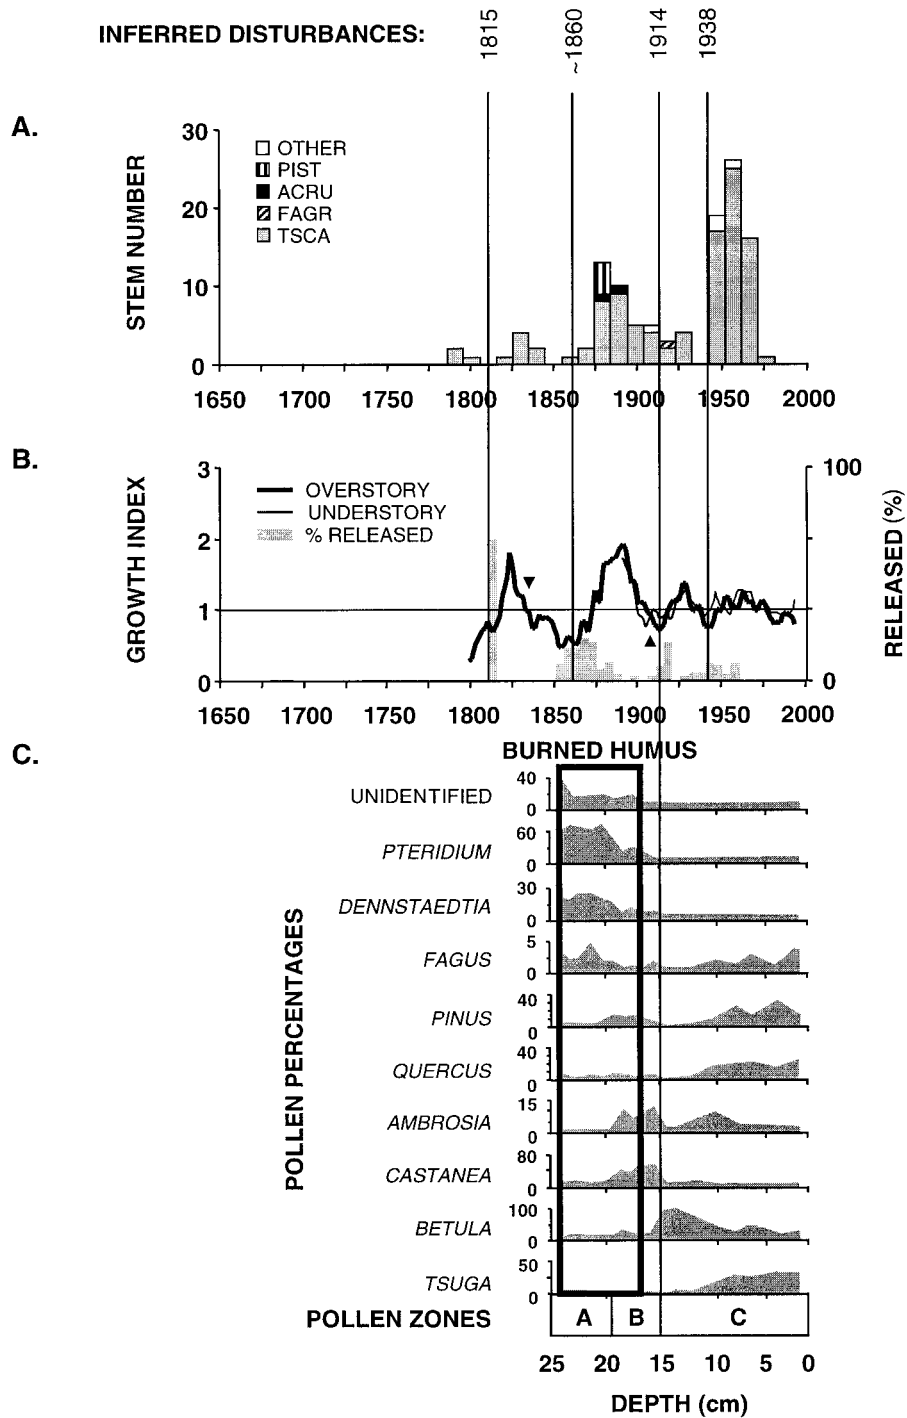 INFERRED DISTURBANCES:
1815
~1860
1914
1938
A.
STEM NUMBER
30
20
10
0
OTHER
PIST
ACRU
FAGR
TSCA
1650 1700 1750 1800 1850 1900 1950 2000
B.
GROWTH INDEX
3
2
1
0
OVERSTORY
UNDERSTORY
% RELEASED
100
0
RELEASED (%)
1650 1700 1750 1800 1850 1900 1950 2000
C.
BURNED HUMUS
POLLEN PERCENTAGES
UNIDENTIFIED 40 0
PTERIDIUM 60 0
DENNSTAEDTIA 30 0
FAGUS 5 0
PINUS 40 0
QUERCUS 40 0
AMBROSIA 15 0
CASTANEA 80 0
BETULA 100 0
TSUGA 50 0
POLLEN ZONES A B C
25 20 15 10 5 0
DEPTH (cm)